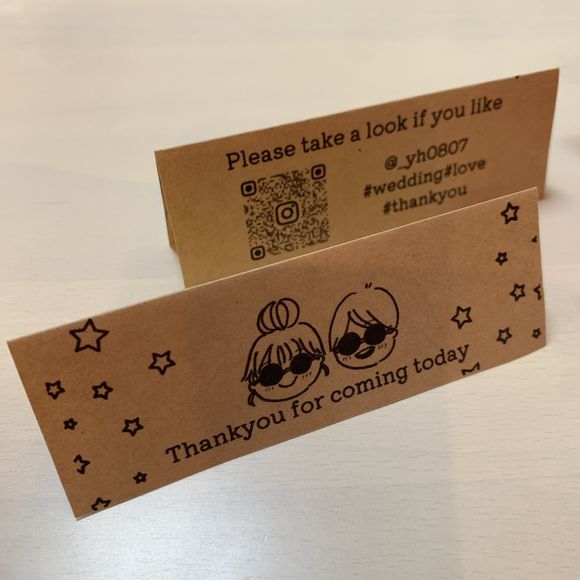 Please take a look if you like
@_yh0807
#wedding#love
#thankyou
Thankyou for coming today